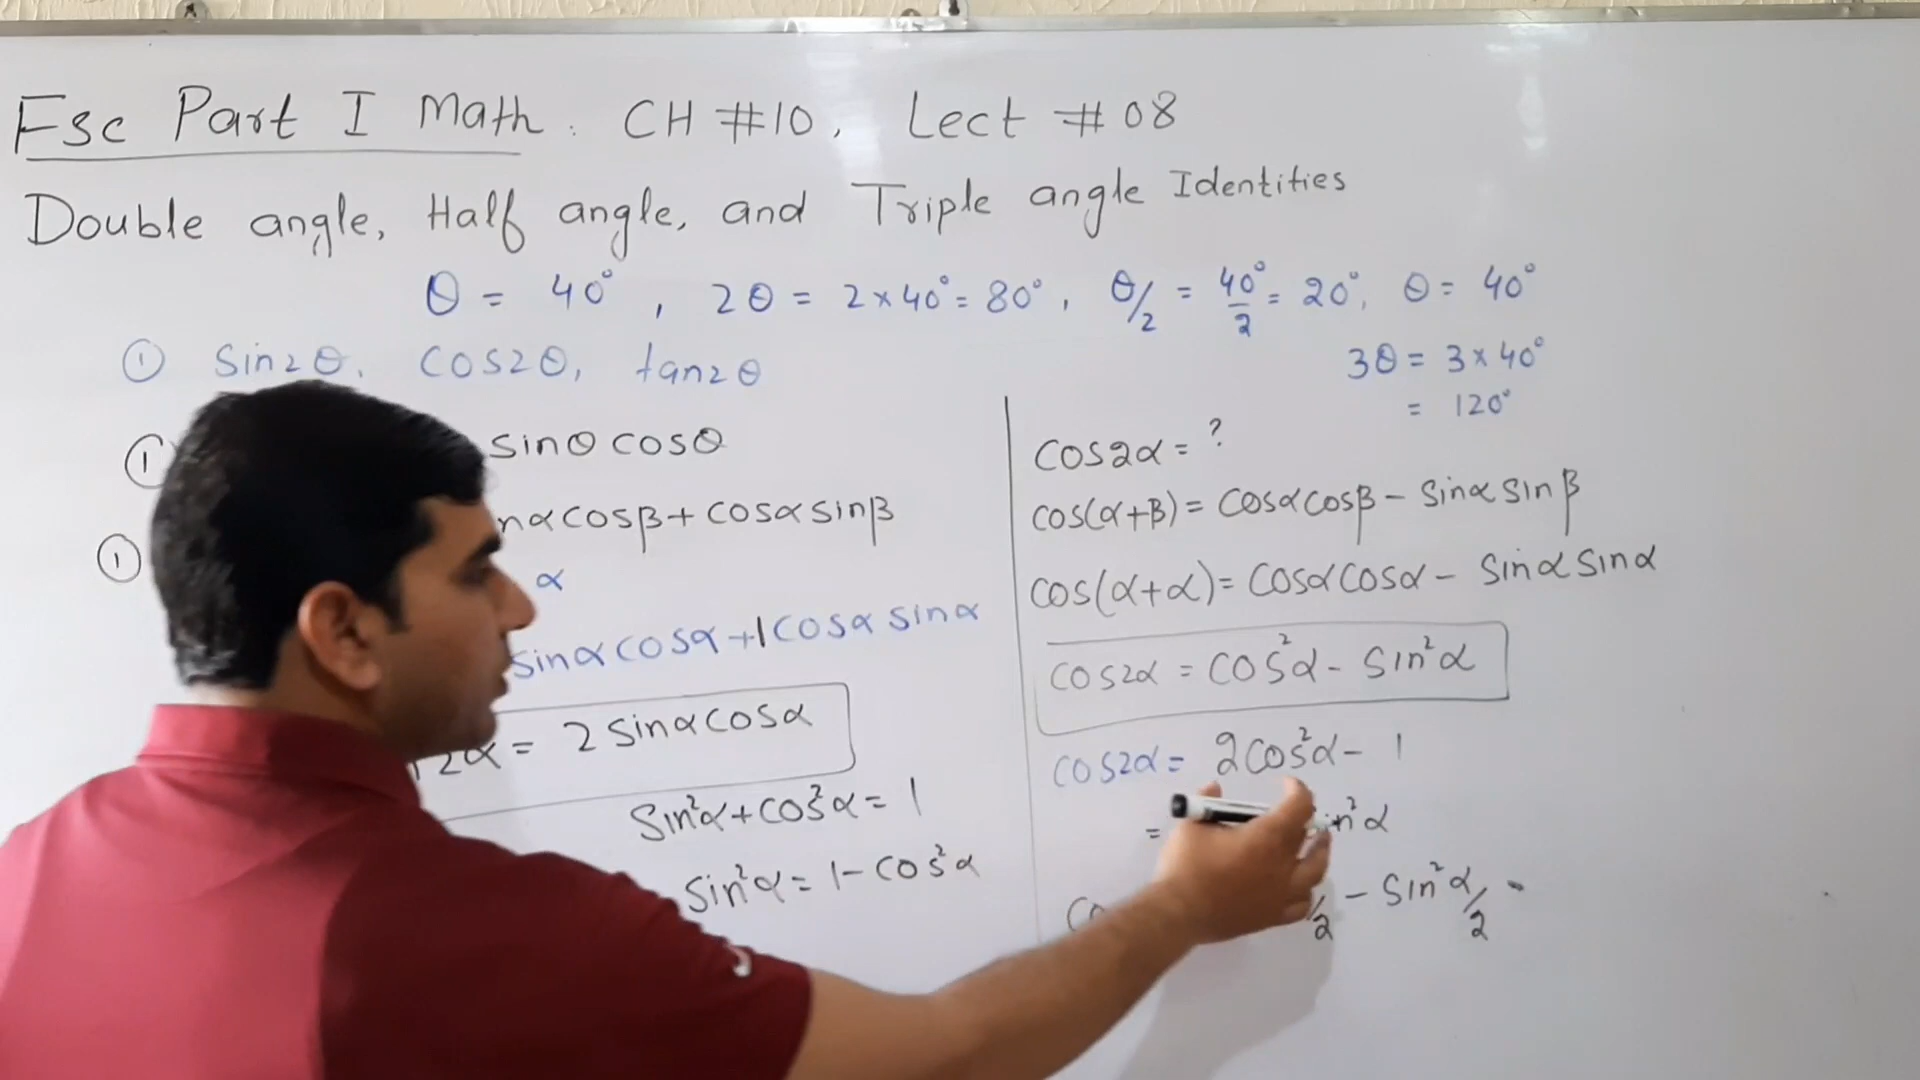 Fsc Part I Math. CH #10, Lect #08
Double angle, Half angle, and Triple angle Identities
θ = 40°, 2θ = 2×40° = 80°, θ/2 = 40°/2 = 20°, θ = 40°
3θ = 3×40°
= 120°
① Sin2θ, Cos2θ, tan2θ
① sinθ cosθ
① αcosβ + cosα sinβ
α
sinα cosα + cosα sinα
2α = 2 sinα cosα
Sin²α + cos²α = 1
Sin²α = 1 - cos²α
Cos2α = ?
cos(α+β) = Cosα cosβ - Sinα Sinβ
cos(α+α) = Cosα Cosα - Sinα Sinα
Cos2α = Cos²α - Sin²α
Cos2α = 2Cos²α - 1
= in²α
/2 - Sin²α/2